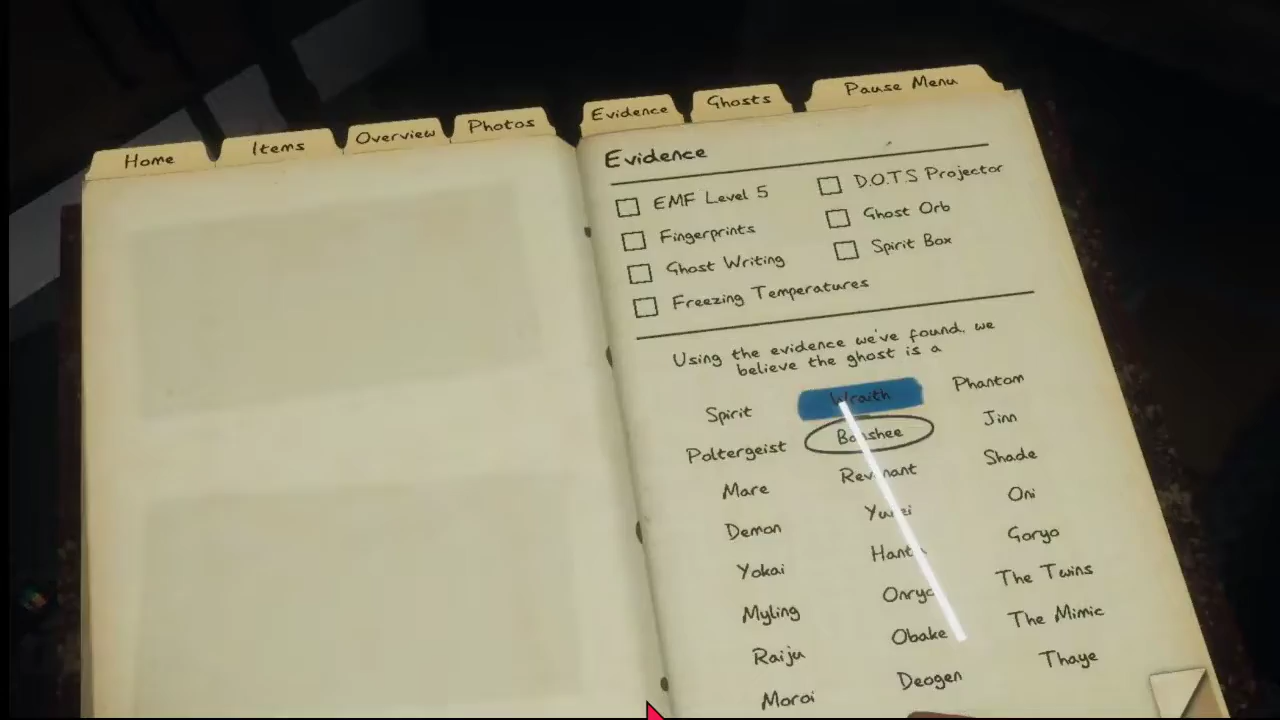 Home Items Overview Photos Evidence Ghosts Pause Menu
Evidence
EMF Level 5 D.O.T.S Projector
Fingerprints Ghost Orb
Ghost Writing Spirit Box
Freezing Temperatures
Using the evidence we've found, we
believe the ghost is a
Spirit Wraith Phantom
Poltergeist Banshee Jinn
Mare Revenant Shade
Demon Yurei Oni
Yokai Hantu Goryo
Myling Onryo The Twins
Raiju Obake The Mimic
Moroi Deogen Thaye